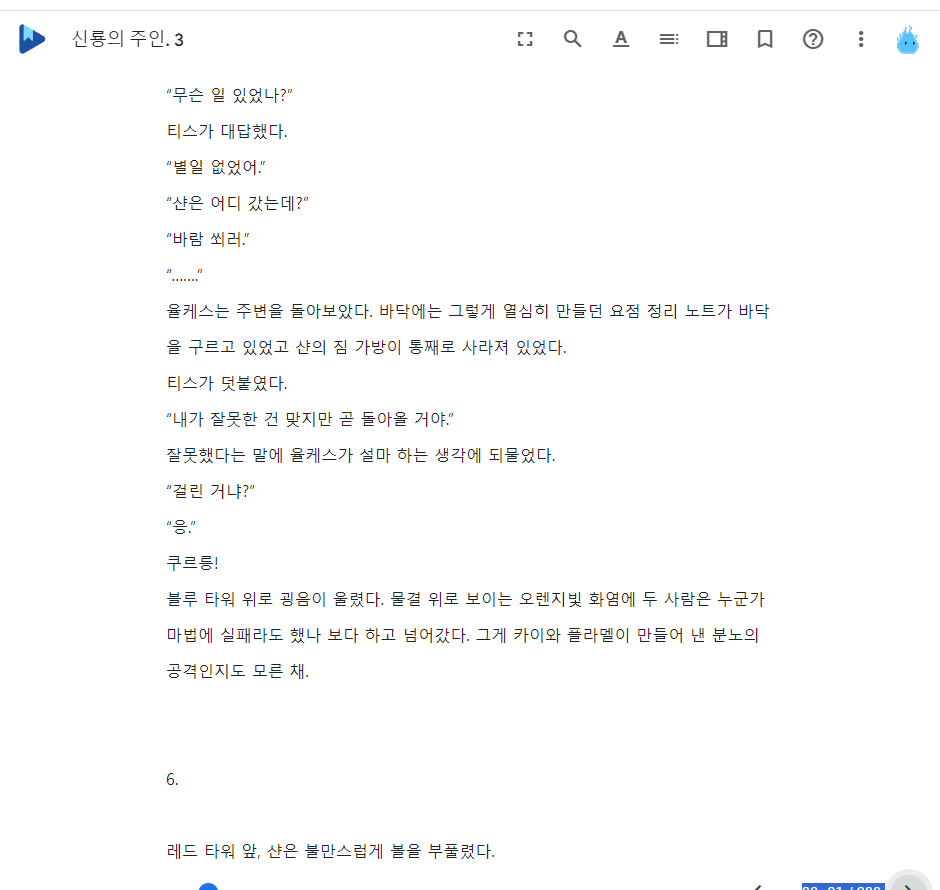 신룡의 주인. 3
“무슨 일 있었나?”
티스가 대답했다.
“별일 없었어.”
“샨은 어디 갔는데?”
“바람 쐬러.”
“…….”
율케스는 주변을 돌아보았다. 바닥에는 그렇게 열심히 만들던 요점 정리 노트가 바닥
을 구르고 있었고 샨의 짐 가방이 통째로 사라져 있었다.
티스가 덧붙였다.
“내가 잘못한 건 맞지만 곧 돌아올 거야.”
잘못했다는 말에 율케스가 설마 하는 생각에 되물었다.
“걸린 거냐?”
“응.”
쿠르릉!
블루 타워 위로 굉음이 울렸다. 물결 위로 보이는 오렌지빛 화염에 두 사람은 누군가
마법에 실패라도 했나 보다 하고 넘어갔다. 그게 카이와 플라멜이 만들어 낸 분노의
공격인지도 모른 채.
6.
레드 타워 앞, 샨은 불만스럽게 볼을 부풀렸다.